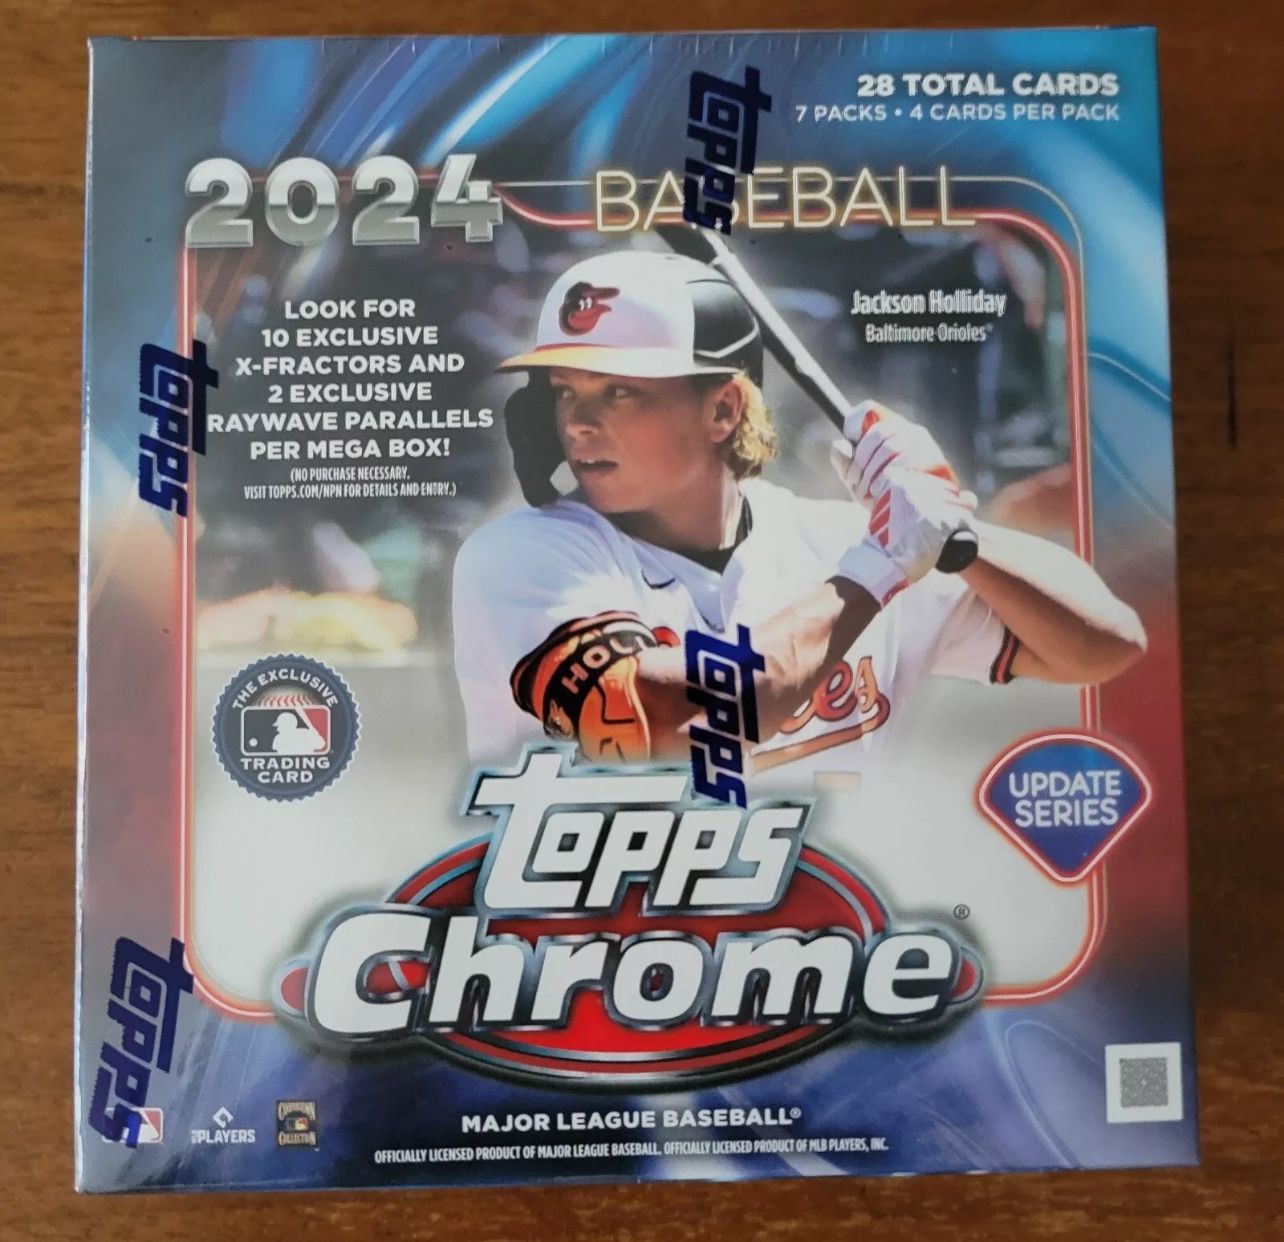 28 TOTAL CARDS
7 PACKS • 4 CARDS PER PACK
2024 BASEBALL
topps
LOOK FOR
10 EXCLUSIVE
X-FRACTORS AND
2 EXCLUSIVE
RAYWAVE PARALLELS
PER MEGA BOX!
(NO PURCHASE NECESSARY.
VISIT TOPPS.COM/NPN FOR DETAILS AND ENTRY.)
Jackson Holliday
Baltimore Orioles
topps
HOLL
topps
THE EXCLUSIVE
TRADING
CARD
UPDATE
SERIES
topps
Chrome®
topps
PLAYERS
COOPERSTOWN
COLLECTION
MAJOR LEAGUE BASEBALL®
OFFICIALLY LICENSED PRODUCT OF MAJOR LEAGUE BASEBALL. OFFICIALLY LICENSED PRODUCT OF MLB PLAYERS, INC.